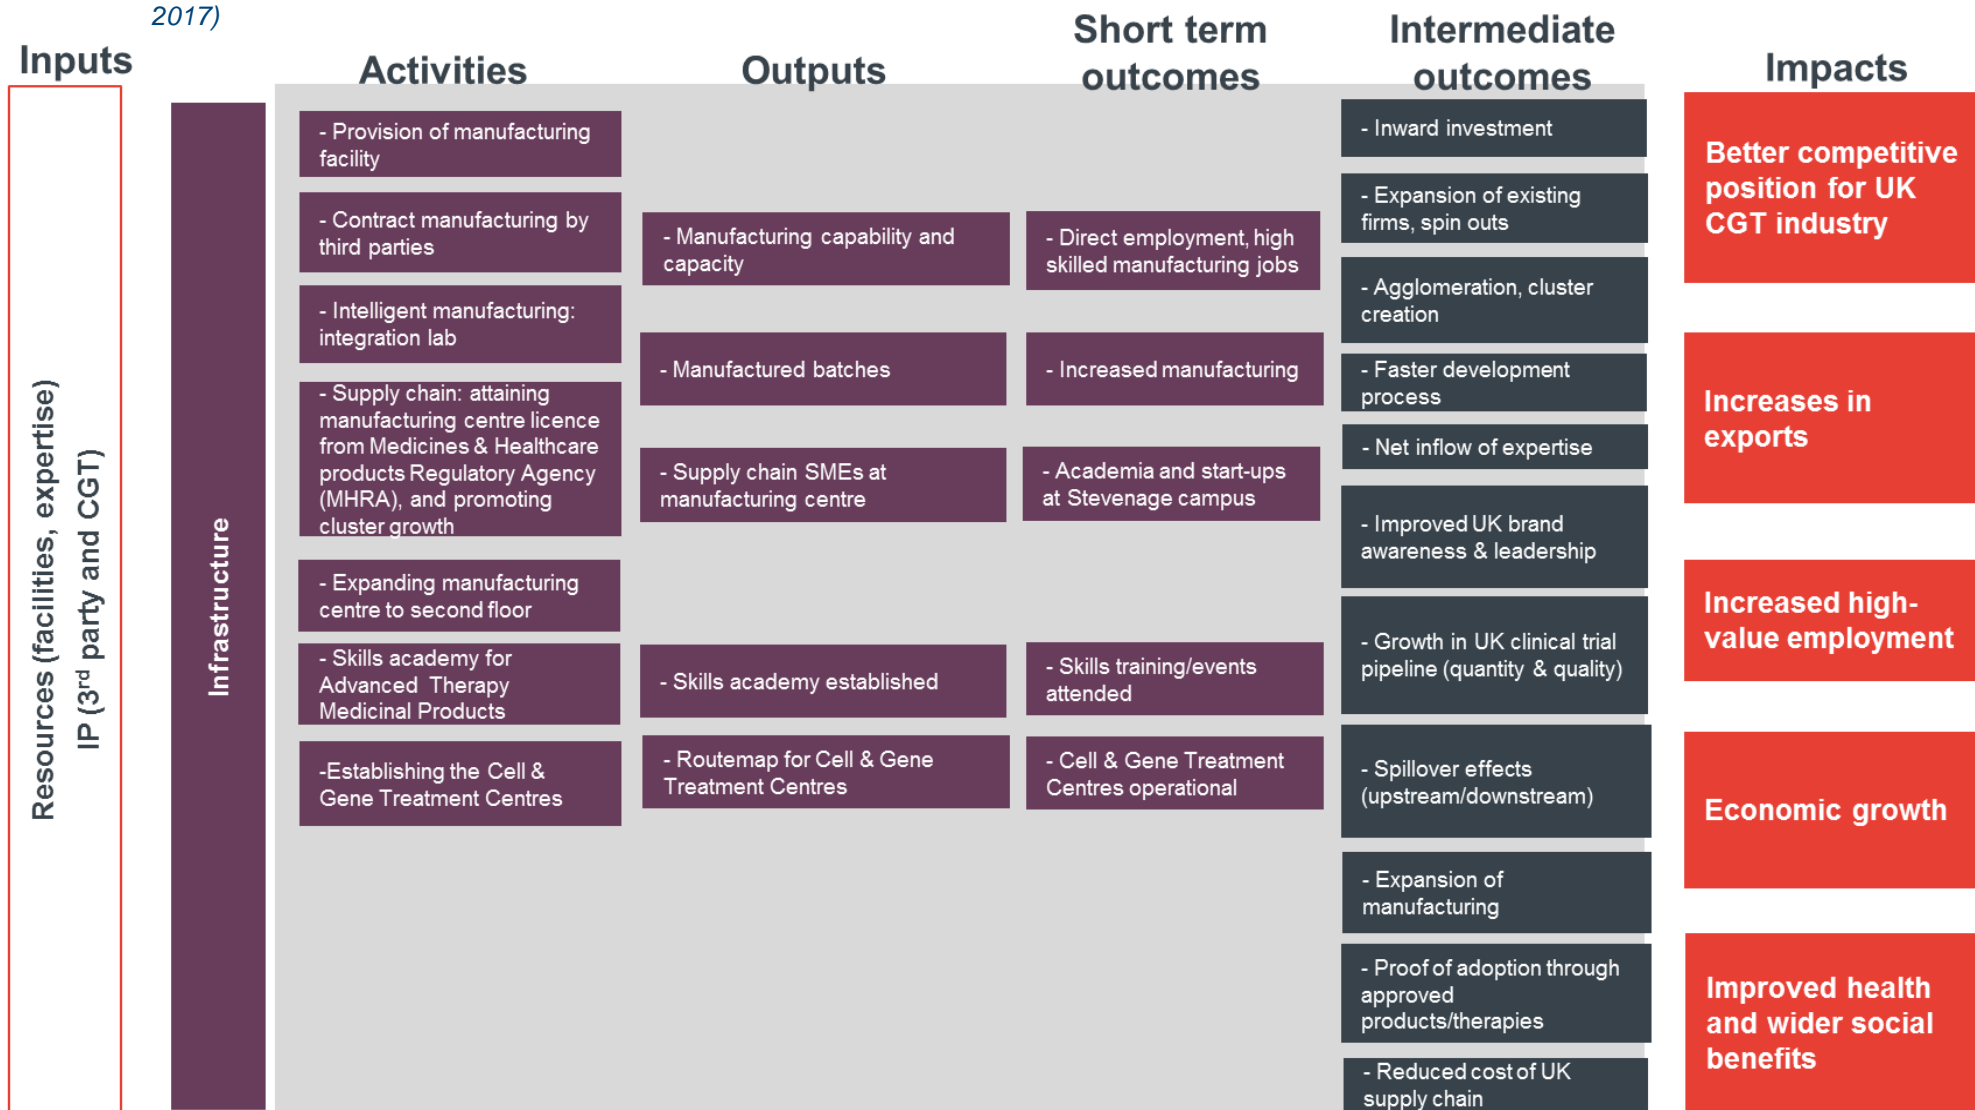 2017)
Inputs
Activities
Outputs
Short term
outcomes
Intermediate
outcomes
Impacts
Resources (facilities, expertise)
IP (3rd party and CGT)
Infrastructure
- Provision of manufacturing
facility
- Contract manufacturing by
third parties
- Intelligent manufacturing:
integration lab
- Supply chain: attaining
manufacturing centre licence
from Medicines & Healthcare
products Regulatory Agency
(MHRA), and promoting
cluster growth
- Expanding manufacturing
centre to second floor
- Skills academy for
Advanced Therapy
Medicinal Products
-Establishing the Cell &
Gene Treatment Centres
- Manufacturing capability and
capacity
- Manufactured batches
- Supply chain SMEs at
manufacturing centre
- Skills academy established
- Routemap for Cell & Gene
Treatment Centres
- Direct employment, high
skilled manufacturing jobs
- Increased manufacturing
- Academia and start-ups
at Stevenage campus
- Skills training/events
attended
- Cell & Gene Treatment
Centres operational
- Inward investment
- Expansion of existing
firms, spin outs
- Agglomeration, cluster
creation
- Faster development
process
- Net inflow of expertise
- Improved UK brand
awareness & leadership
- Growth in UK clinical trial
pipeline (quantity & quality)
- Spillover effects
(upstream/downstream)
- Expansion of
manufacturing
- Proof of adoption through
approved
products/therapies
- Reduced cost of UK
supply chain
Better competitive
position for UK
CGT industry
Increases in
exports
Increased high-
value employment
Economic growth
Improved health
and wider social
benefits